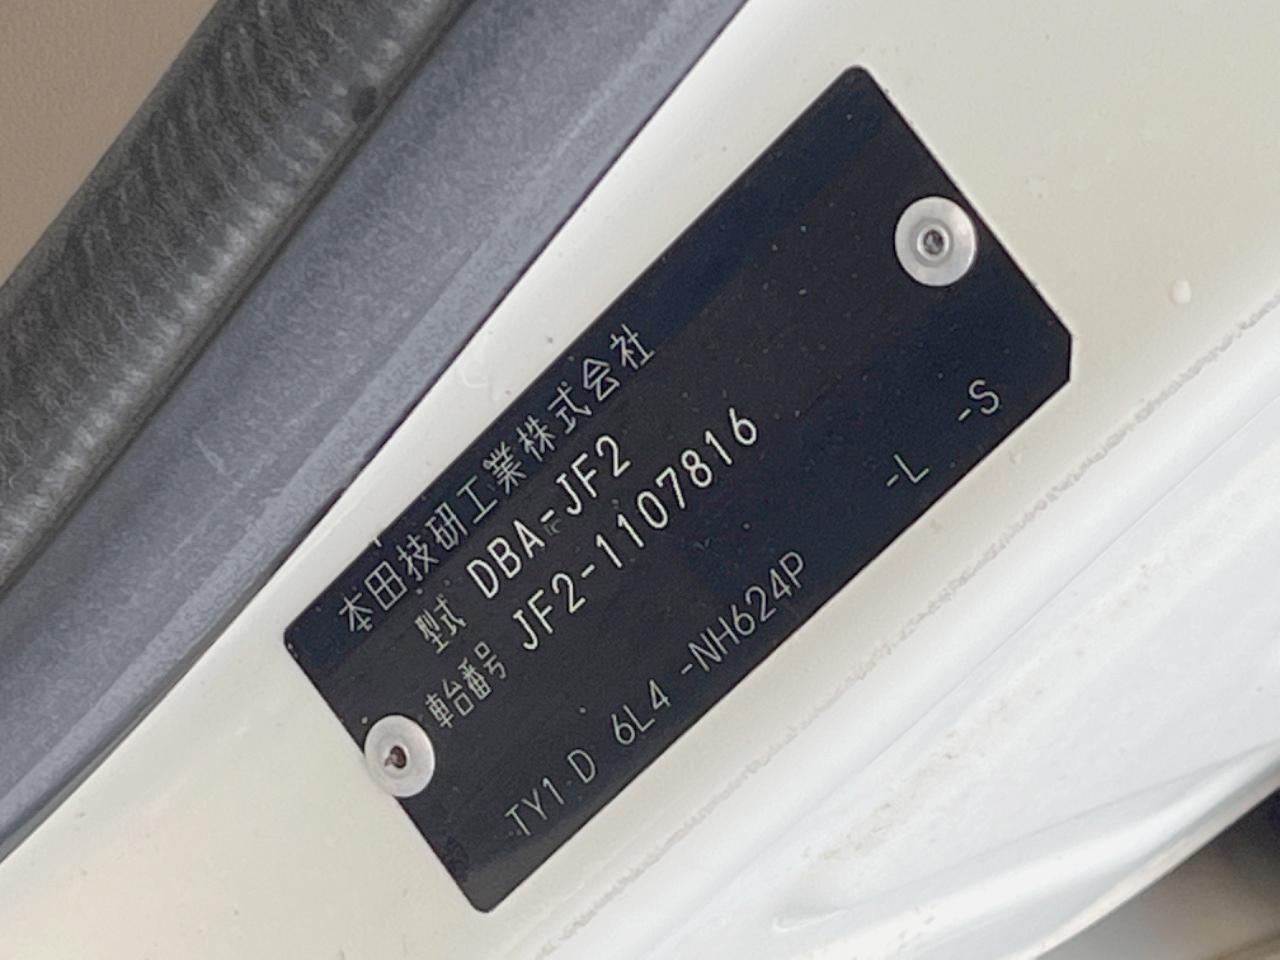 本田技研工業株式会社
型式 DBA-JF2
車台番号 JF2-1107816
TY1 D 6L4 -NH624P -L -S